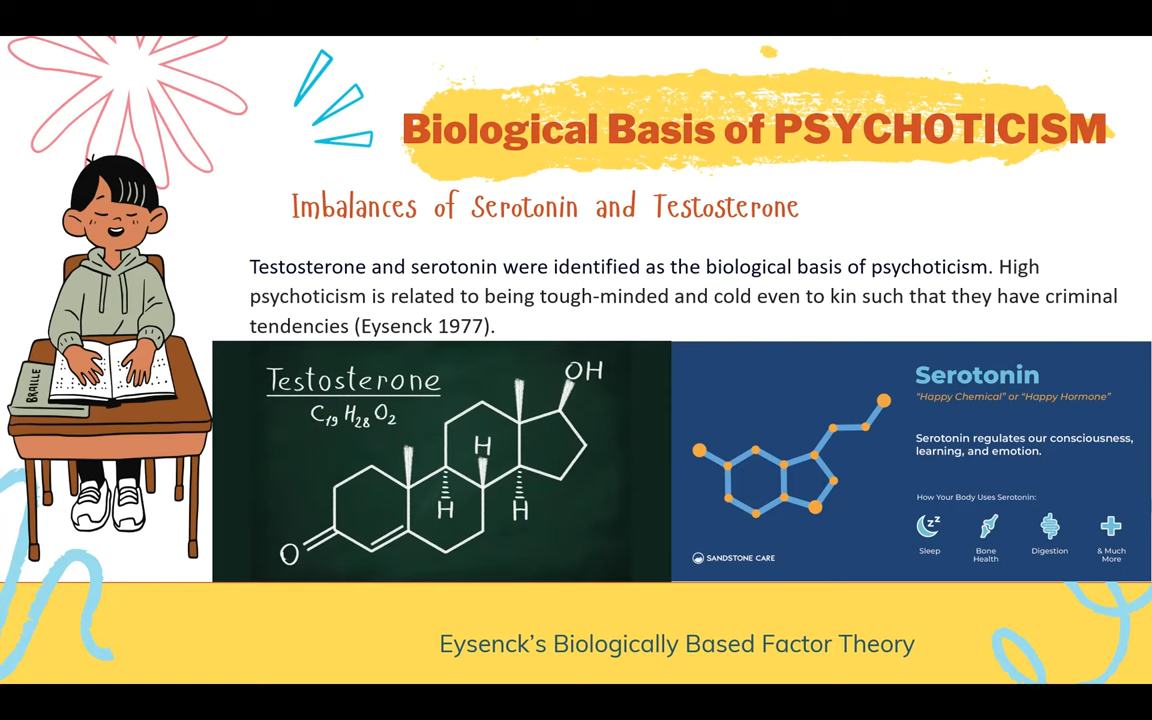 Biological Basis of PSYCHOTICISM
Imbalances of Serotonin and Testosterone
Testosterone and serotonin were identified as the biological basis of psychoticism. High
psychoticism is related to being tough-minded and cold even to kin such that they have criminal
tendencies (Eysenck 1977).
BRAILLE
Testosterone
C19 H28 O2
OH
H
H
H
O
Serotonin
"Happy Chemical" or "Happy Hormone"
Serotonin regulates our consciousness,
learning, and emotion.
How Your Body Uses Serotonin:
z z z
Sleep
Bone
Health
Digestion
& Much
More
SANDSTONE CARE
Eysenck's Biologically Based Factor Theory